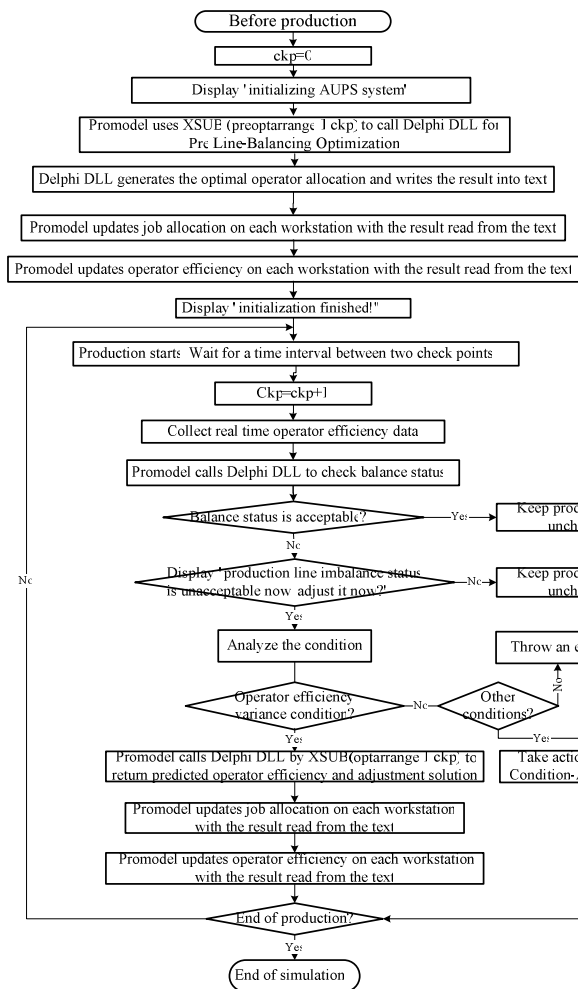 Before production
ckp=0
Display "initializing AUPS system"
Promodel uses XSUB (preoptarrange 1 ckp) to call Delphi DLL for
Pre Line-Balancing Optimization
Delphi DLL generates the optimal operator allocation and writes the result into text
Promodel updates job allocation on each workstation with the result read from the text
Promodel updates operator efficiency on each workstation with the result read from the text
Display "initialization finished!"
Production starts Wait for a time interval between two check points
Ckp=ckp+1
Collect real time operator efficiency data
Promodel calls Delphi DLL to check balance status
Balance status is acceptable?
Yes
Keep
unch
No
Display "production line imbalance status
is unacceptable now adjust it now?"
No
Keep
unch
Yes
No
Analyze the condition
Throw an
No
Operator efficiency
variance condition?
No
Other
conditions?
Yes
Yes
Promodel calls Delphi DLL by XSUB(optarrange 1 ckp) to
return predicted operator efficiency and adjustment solution
Take
Condition-
Promodel updates job allocation on each workstation
with the result read from the text
Promodel updates operator efficiency on each workstation
with the result read from the text
End of production?
Yes
End of simulation